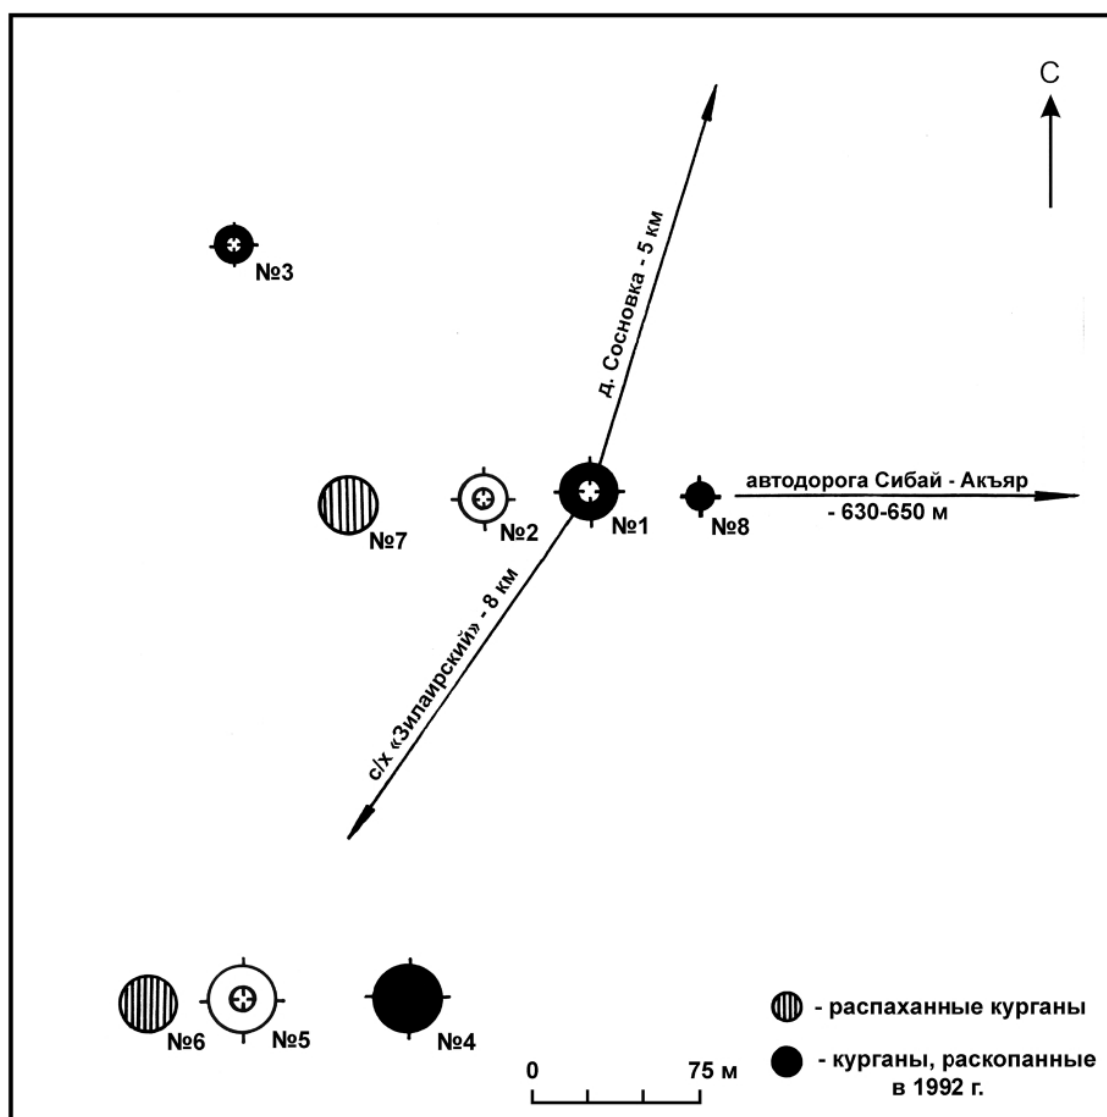 С
д. Сосновка - 5 км
№3
автодорога Сибай - Акъяр
- 630-650 м
№7
№2
№1
№8
с/х «Зилаирский» - 8 км
№6
№5
№4
0
75 м
- распаханные курганы
- курганы, раскопанные
в 1992 г.